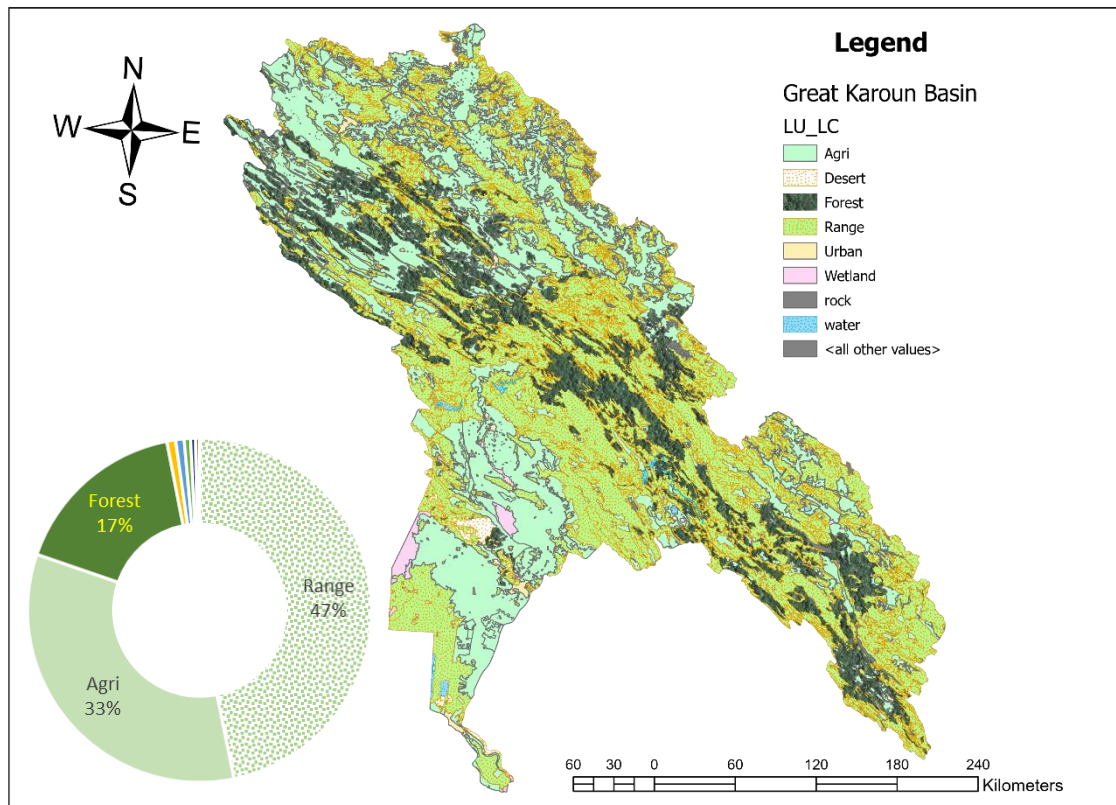 N
W
E
S
Legend
Great Karoun Basin
LU_LC
Agri
Desert
Forest
Range
Urban
Wetland
rock
water
<all other values>
Forest
17%
Range
47%
Agri
33%
60 30 0 60 120 180 240
Kilometers